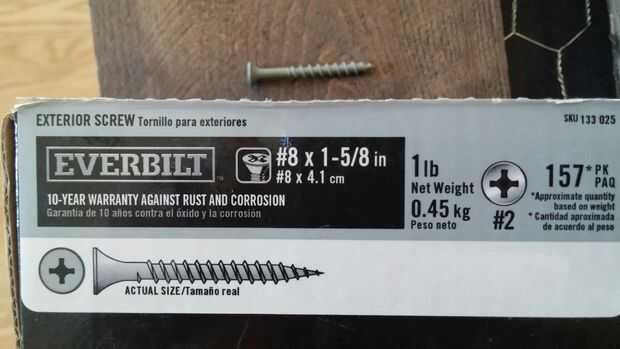 EXTERIOR SCREW Tornillo para exteriores
SKU 133 025
EVERBILT™
#8 x 1-5/8 in
#8 x 4.1 cm
10-YEAR WARRANTY AGAINST RUST AND CORROSION
Garantía de 10 años contra el óxido y la corrosión
1 lb
Net Weight
0.45 kg
Peso neto
#2
157* PK
PAQ
*Approximate quantity
based on weight
* Cantidad aproximada
de acuerdo al peso
ACTUAL SIZE/Tamaño real